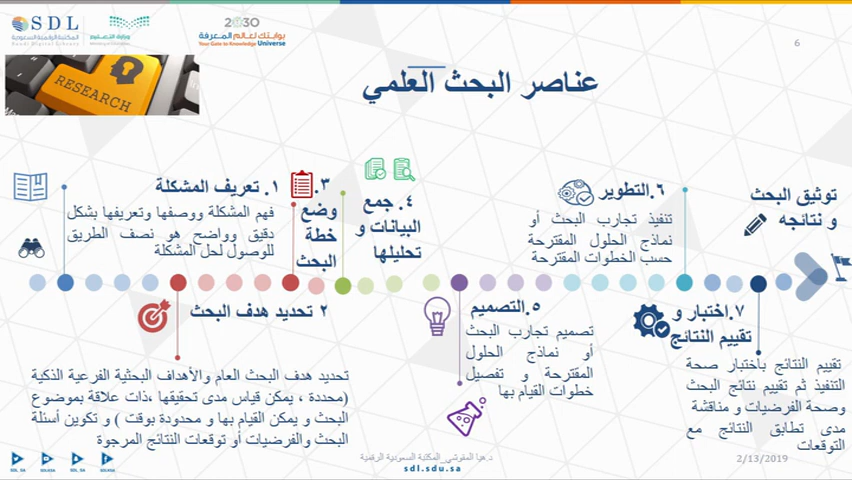 SDL
المكتبة الرقمية السعودية
Saudi Digital Library
وزارة التعليم
2030
بوابتك لعالم المعرفة
Your Gate to Knowledge Universe
6
RESEARCH
عناصر البحث العلمي
١. تعريف المشكلة
فهم المشكلة ووصفها وتعريفها بشكل
دقيق وواضح هو نصف الطريق
للوصول لحل المشكلة
٢ تحديد هدف البحث
تحديد هدف البحث العام والأهداف البحثية الفرعية الذكية
(محددة ، يمكن قياس مدى تحقيقها ،ذات علاقة بموضوع
البحث و يمكن القيام بها و محدودة بوقت ) و تكوين أسئلة
البحث والفرضيات أو توقعات النتائج المرجوة
٣.
وضع
خطة
البحث
٤. جمع
البيانات و
تحليلها
٥.التصميم
تصميم تجارب البحث
أو نماذج الحلول
المقترحة و تفصيل
خطوات القيام بها
٦.التطوير
تنفيذ تجارب البحث أو
نماذج الحلول المقترحة
حسب الخطوات المقترحة
٧.اختبار و
تقييم النتائج
تقييم النتائج باختبار صحة
التنفيذ ثم تقييم نتائج البحث
وصحة الفرضيات و مناقشة
مدى تطابق النتائج مع
التوقعات
توثيق البحث
و نتائجه
المكتبة السعودية الرقمية
sdl.sdu.sa
2/13/2019